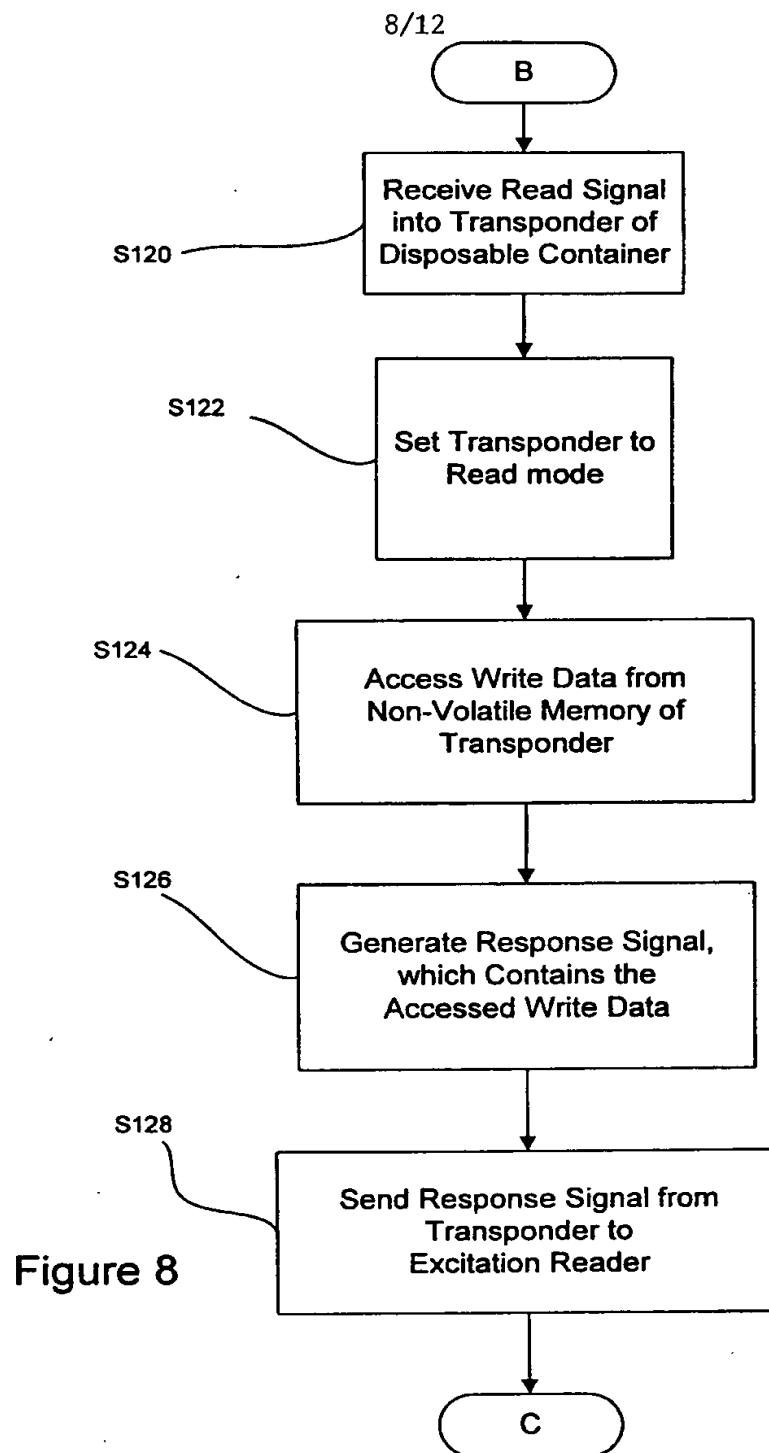 8/12
B
Receive Read Signal
into Transponder of
Disposable Container
S120
S122
Set Transponder to
Read mode
S124
Access Write Data from
Non-Volatile Memory of
Transponder
S126
Generate Response Signal,
which Contains the
Accessed Write Data
S128
Send Response Signal from
Transponder to
Excitation Reader
Figure 8
C